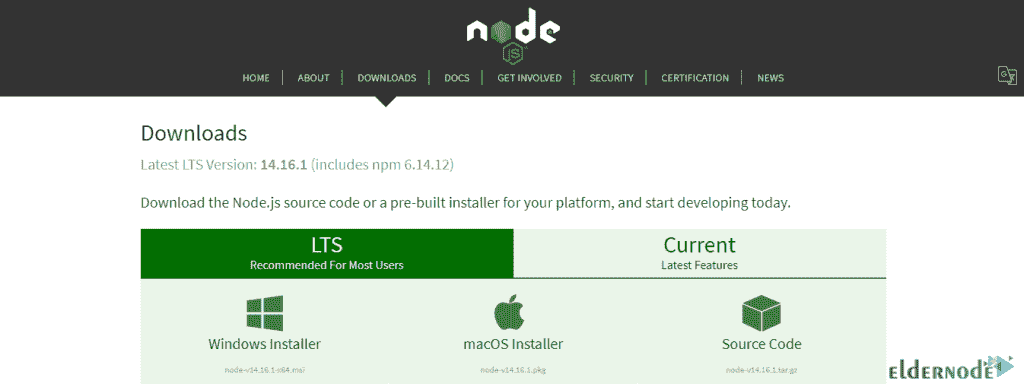 node
JS
HOME ABOUT DOWNLOADS DOCS GET INVOLVED SECURITY CERTIFICATION NEWS
Downloads
Latest LTS Version: 14.16.1 (includes npm 6.14.12)
Download the Node.js source code or a pre-built installer for your platform, and start developing today.
LTS Current
Recommended For Most Users Latest Features
Windows Installer macOS Installer Source Code
node-v14.16.1-x64.msi node-v14.16.1.pkg node-v14.16.1.tar.gz
eldernode